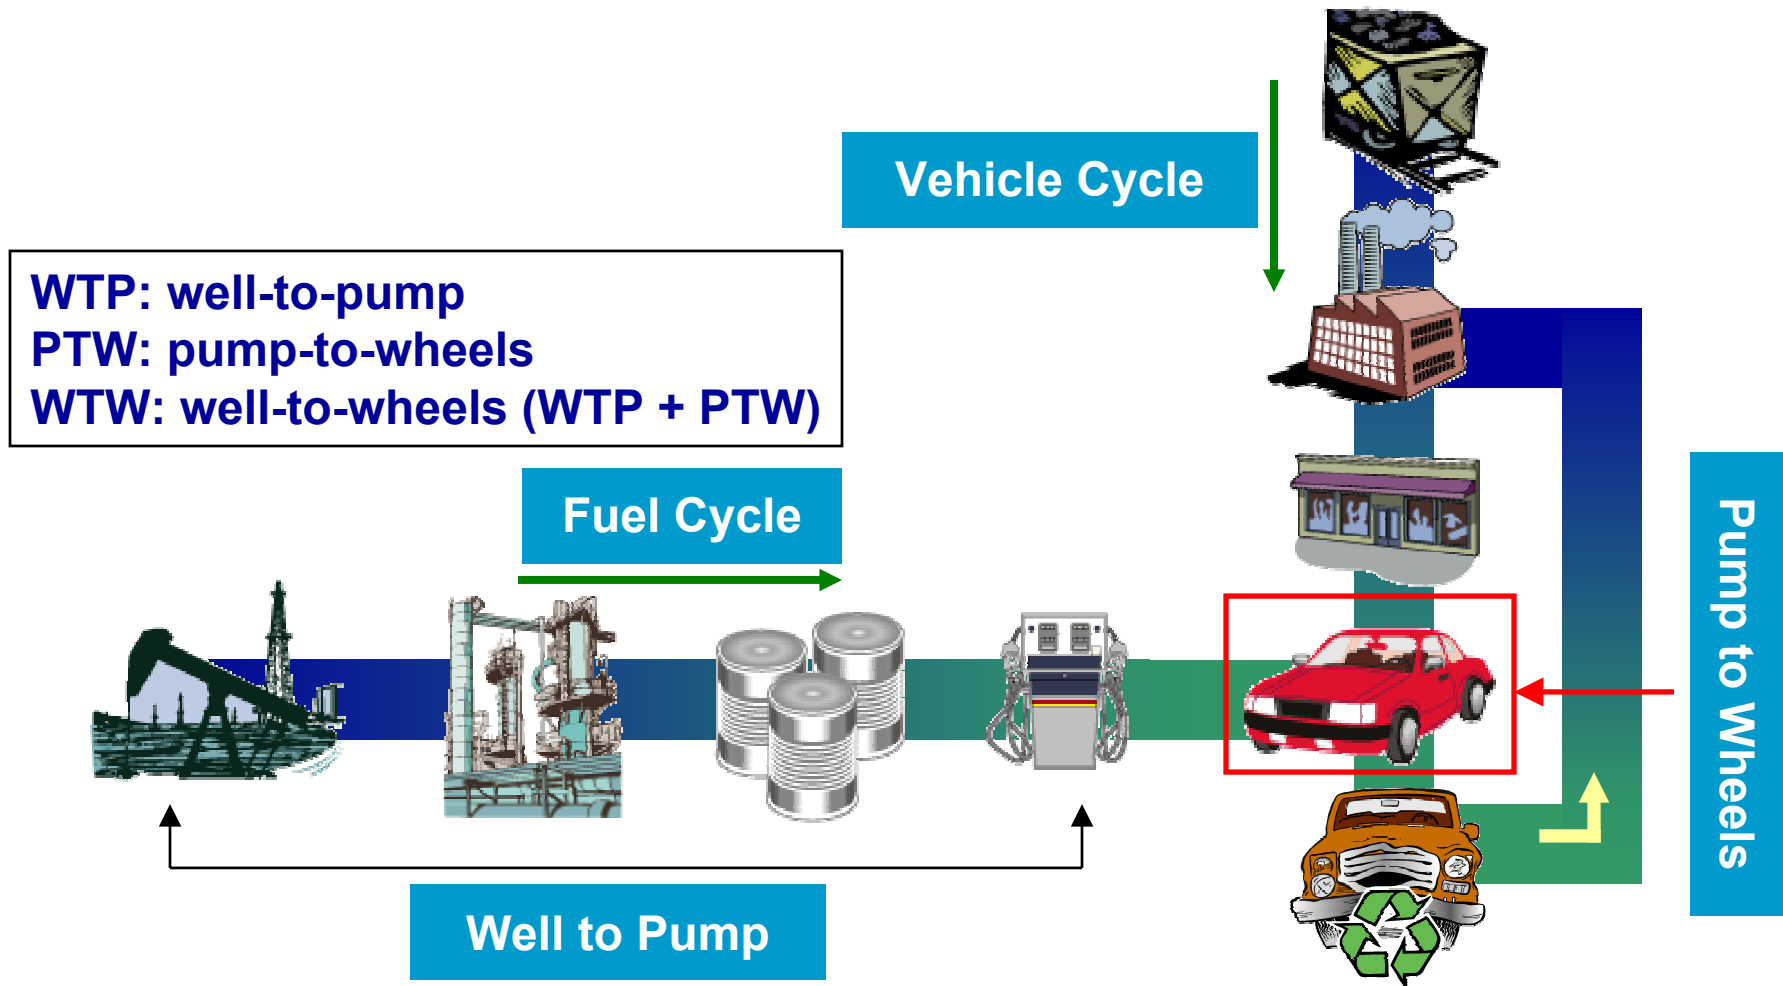 Vehicle Cycle
WTP: well-to-pump
PTW: pump-to-wheels
WTW: well-to-wheels (WTP + PTW)
Fuel Cycle
Pump to Wheels
Well to Pump